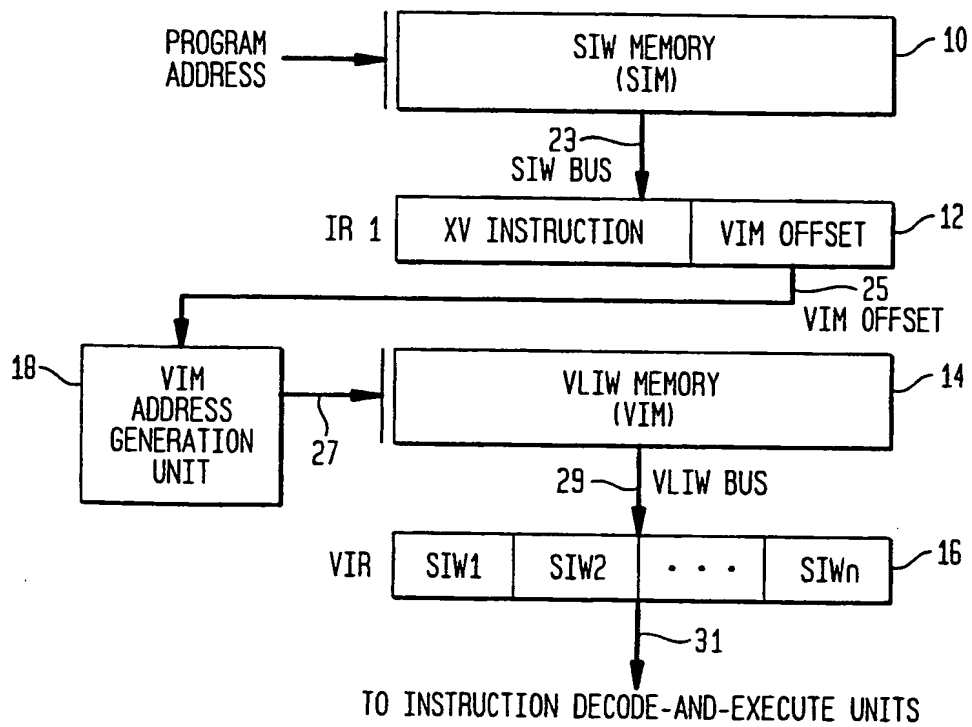 PROGRAM
ADDRESS
SIW MEMORY
(SIM)
10
23
SIW BUS
IR 1
XV INSTRUCTION
VIM OFFSET
12
25
VIM OFFSET
18
VIM
ADDRESS
GENERATION
UNIT
27
VLIW MEMORY
(VIM)
14
29
VLIW BUS
VIR
SIW1
SIW2
. . .
SIWn
16
31
TO INSTRUCTION DECODE-AND-EXECUTE UNITS